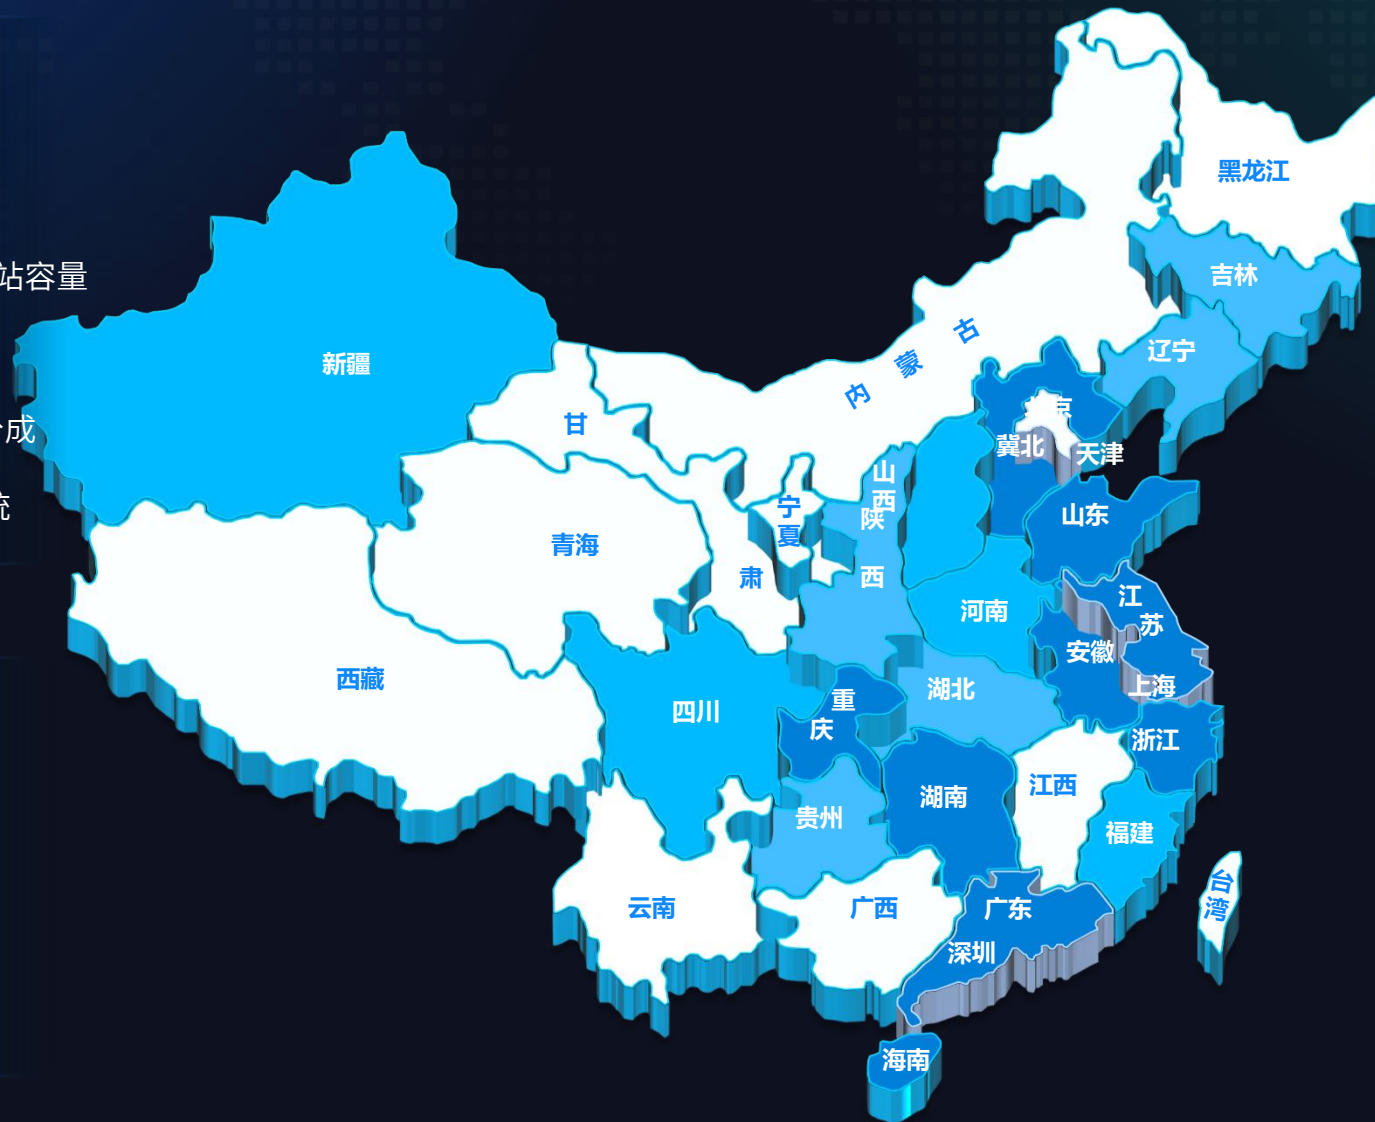 站容量
成
统
黑龙江
吉林
辽宁
内蒙古
新疆
甘
肃
京
冀北
天津
山西
陕
西
宁夏
山东
青海
江
苏
河南
安徽
西藏
上海
湖北
四川
重
庆
浙江
湖南
江西
贵州
福建
云南
广西
广东
台湾
深圳
海南